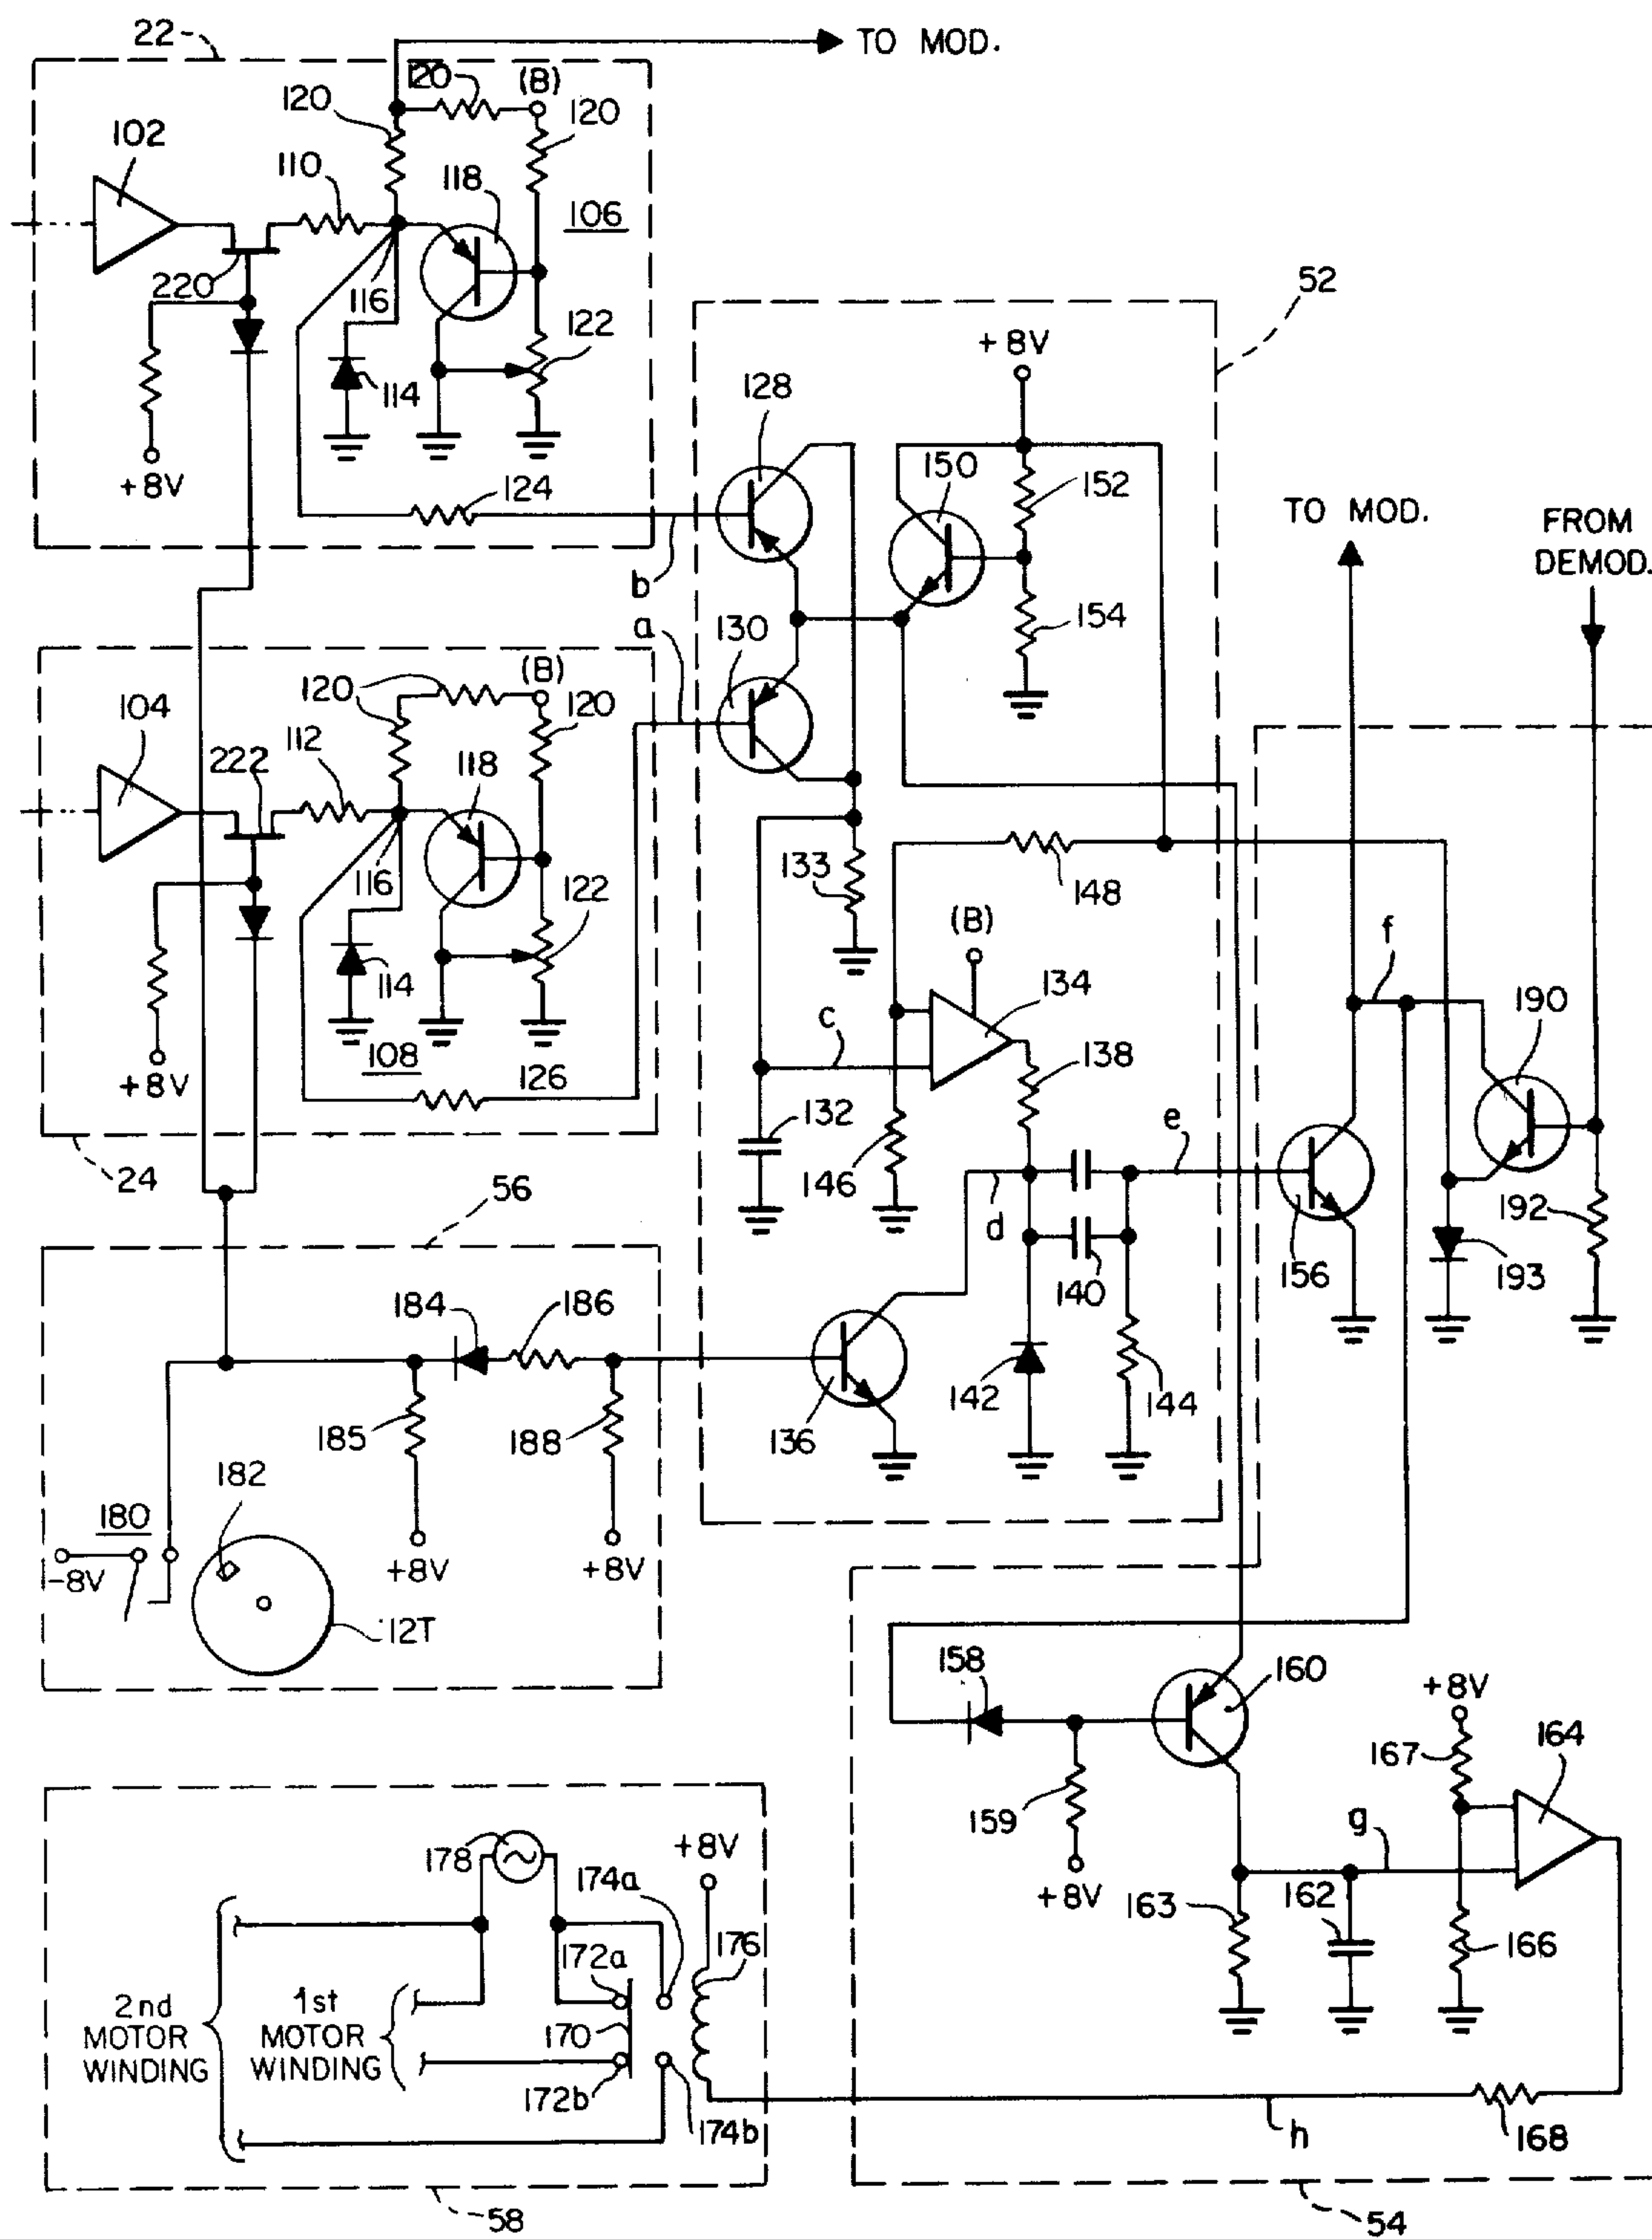 22
TO MOD.
120
(B)
120
120
102
110
118
106
220
116
122
114
+8V
124
52
+8V
128
150
152
TO MOD.
FROM
DEMOD.
b
a
130
154
(B)
120
120
104
112
222
118
116
122
133
148
114
(B)
134
f
190
108
+8V
126
c
138
132
e
24
56
146
d
140
192
156
193
184
186
142
144
185
188
136
182
180
-8V
+8V
+8V
12T
158
160
+8V
167
164
159
+8V
g
178
174a
+8V
163
162
172a
176
166
2nd
MOTOR
WINDING
1st
MOTOR
WINDING
170
172b
174b
h
168
58
54